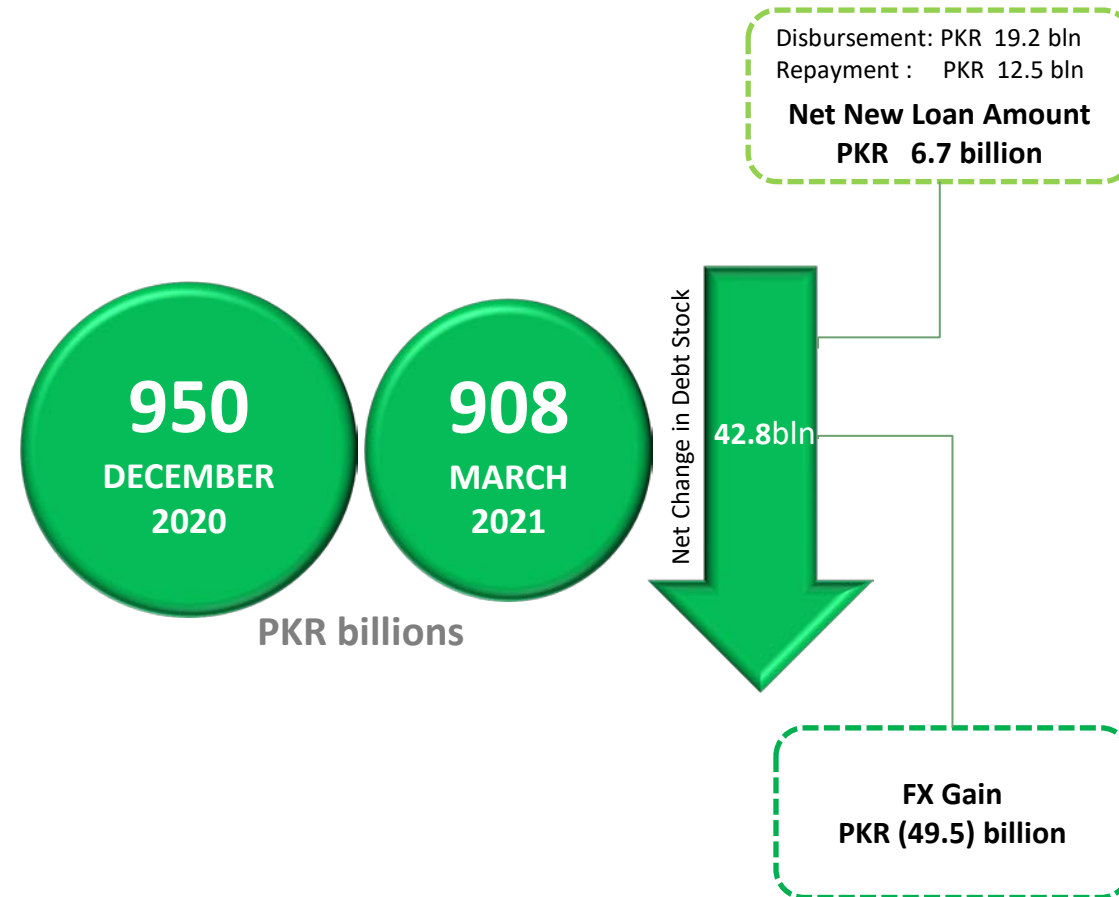 Disbursement: PKR 19.2 bln
Repayment : PKR 12.5 bln
Net New Loan Amount
PKR 6.7 billion
950
DECEMBER
2020
908
MARCH
2021
PKR billions
Net Change in Debt Stock
42.8bln
FX Gain
PKR (49.5) billion